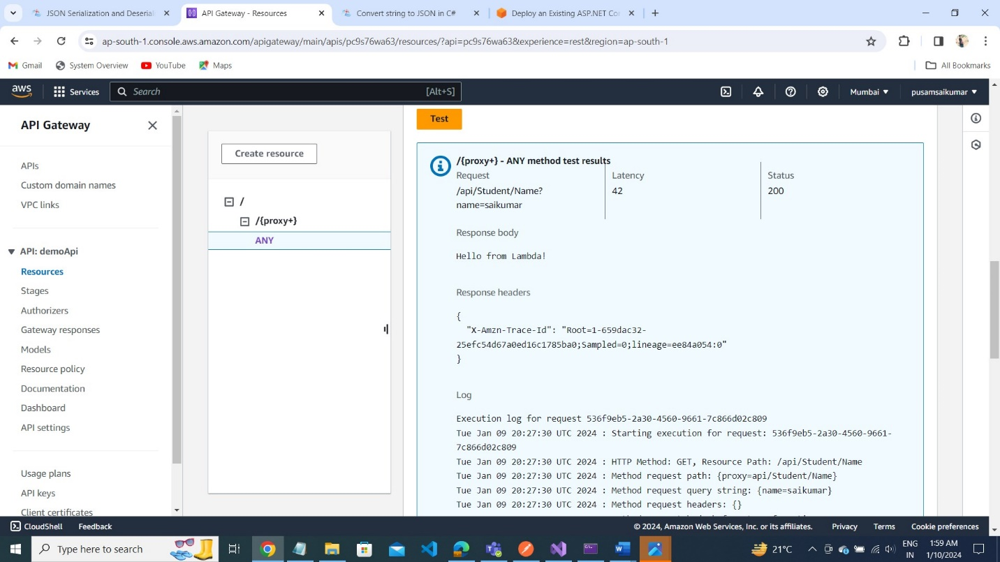 JSON Serialization and Deserial
API Gateway - Resources
Convert string to JSON in C#
Deploy an Existing ASP.NET Co
ap-south-1.console.aws.amazon.com/apigateway/main/apis/pc9s76wa63/resources/?api=pc9s76wa63&experience=rest&region=ap-south-1
Gmail
System Overview
YouTube
Maps
All Bookmarks
aws
Services
Search
[Alt+S]
Mumbai
pusamsaikumar
API Gateway
APIs
Custom domain names
VPC links
API: demoApi
Resources
Stages
Authorizers
Gateway responses
Models
Resource policy
Documentation
Dashboard
API settings
Usage plans
API keys
Client certificates
Create resource
/
/{proxy+}
ANY
Test
/{proxy+} - ANY method test results
Request
/api/Student/Name?
name=saikumar
Latency
42
Status
200
Response body
Hello from Lambda!
Response headers
{
"X-Amzn-Trace-Id": "Root=1-659dac32-
25efc54d67a0ed16c1785ba0;Sampled=0;lineage=ee84a054:0"
}
Log
Execution log for request 536f9eb5-2a30-4560-9661-7c866d02c809
Tue Jan 09 20:27:30 UTC 2024 : Starting execution for request: 536f9eb5-2a30-4560-9661-
7c866d02c809
Tue Jan 09 20:27:30 UTC 2024 : HTTP Method: GET, Resource Path: /api/Student/Name
Tue Jan 09 20:27:30 UTC 2024 : Method request path: {proxy=api/Student/Name}
Tue Jan 09 20:27:30 UTC 2024 : Method request query string: {name=saikumar}
Tue Jan 09 20:27:30 UTC 2024 : Method request headers: {}
CloudShell
Feedback
© 2024, Amazon Web Services, Inc. or its affiliates.
Privacy
Terms
Cookie preferences
Type here to search
21°C
ENG
IN
1:59 AM
1/10/2024